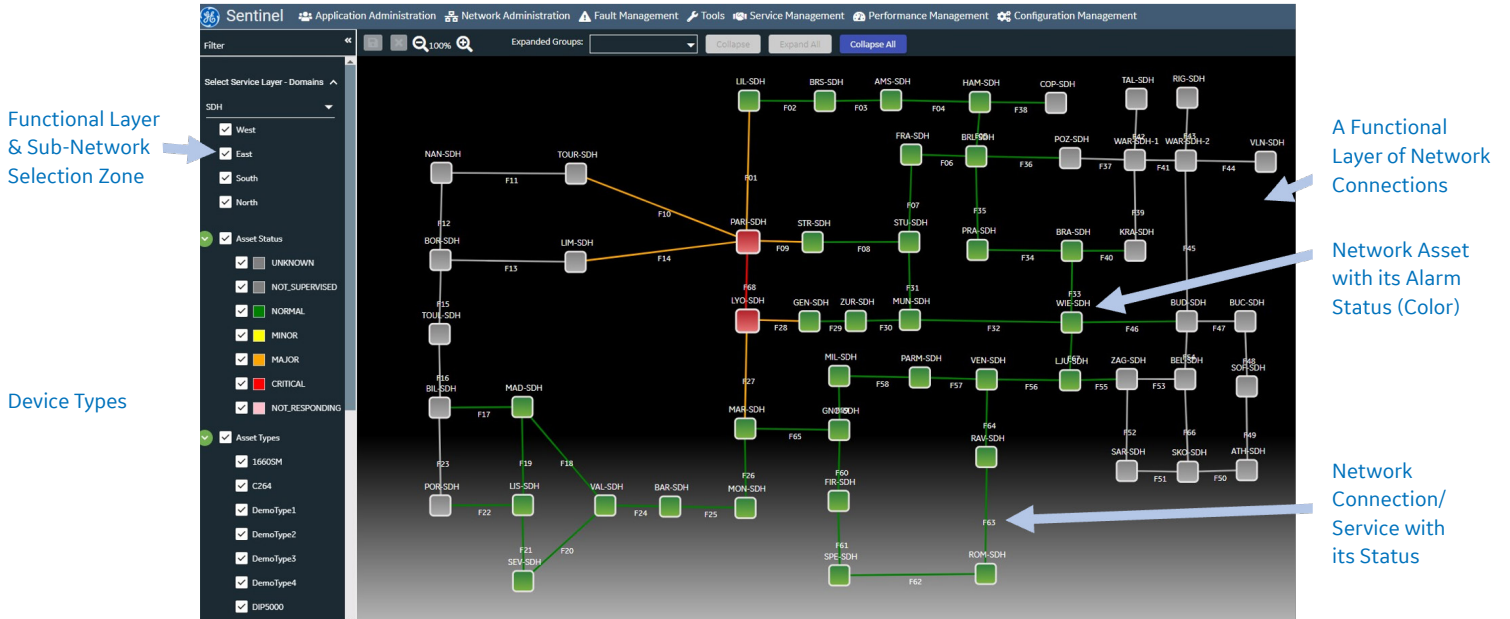 Sentinel
Application Administration Network Administration Fault Management Tools Service Management Performance Management Configuration Management
Filter
«
100%
Expanded Groups:
Collapse
Expand All
Collapse All
Select Service Layer - Domains
SDH
West
East
South
North
Asset Status
UNKNOWN
NOT_SUPERVISED
NORMAL
MINOR
MAJOR
CRITICAL
NOT_RESPONDING
Asset Types
1660SM
C264
DemoType1
DemoType2
DemoType3
DemoType4
DIP5000
Functional Layer
& Sub-Network
Selection Zone
Device Types
LIL-SDH BRS-SDH AMS-SDH HAM-SDH COP-SDH TAL-SDH RIG-SDH
F02 F03 F04 F38
FRA-SDH POZ-SDH F42 F43
WAR-SDH-1 WAR-SDH-2 VLN-SDH
NAN-SDH TOUR-SDH
F06 F36 F37 F41 F44
F11 F01
F10 F07 F35 F39
F12 PAR-SDH STR-SDH STU-SDH PRA-SDH BRA-SDH KRA-SDH
BOR-SDH LIM-SDH
F09 F08 F34 F40 F45
F13 F14
F68 F31 F33
F15 LYO-SDH GEN-SDH ZUR-SDH MUN-SDH WIE-SDH BUD-SDH BUC-SDH
TOUL-SDH
F28 F29 F30 F32 F46 F47
MIL-SDH PARM-SDH VEN-SDH LJU-SDH ZAG-SDH BEL-SDH F48
SOF-SDH
F16 F27 F58 F57 F56 F55 F53
BIL-SDH MAD-SDH
F17 MAR-SDH
F65 F64 F52 F66 F49
RAV-SDH
F23 F19 F18 SAR-SDH SKO-SDH ATH-SDH
F26 F60 F51 F50
POR-SDH LIS-SDH VAL-SDH BAR-SDH MON-SDH FIR-SDH
F22 F24 F25 F63
F21 F20 F61
SEV-SDH SPE-SDH ROM-SDH
F62
A Functional
Layer of Network
Connections
Network Asset
with its Alarm
Status (Color)
Network
Connection/
Service with
its Status